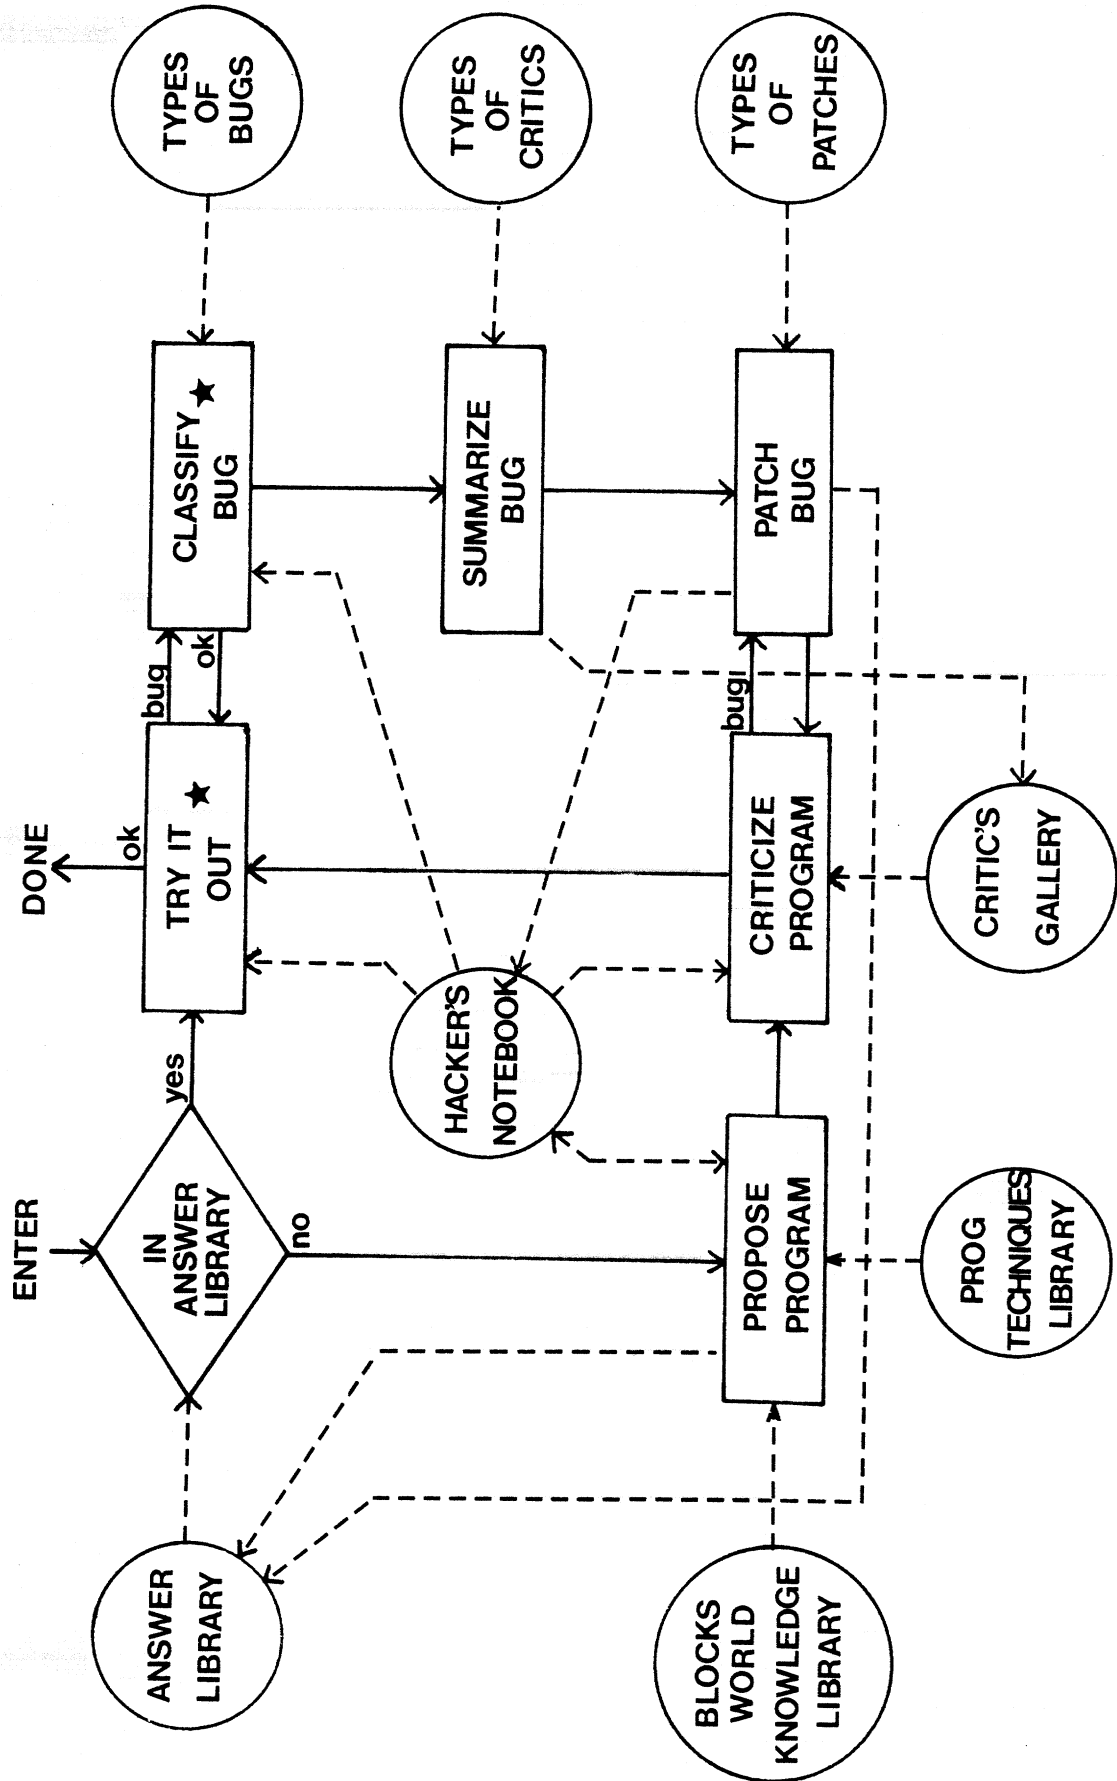 ENTER
DONE
ANSWER
LIBRARY
IN
ANSWER
LIBRARY
yes
no
TRY IT ★
OUT
ok
bug
ok
CLASSIFY ★
BUG
TYPES
OF
BUGS
HACKER'S
NOTEBOOK
SUMMARIZE
BUG
TYPES
OF
CRITICS
BLOCKS
WORLD
KNOWLEDGE
LIBRARY
PROPOSE
PROGRAM
CRITICIZE
PROGRAM
bug
PATCH
BUG
TYPES
OF
PATCHES
PROG
TECHNIQUES
LIBRARY
CRITIC'S
GALLERY